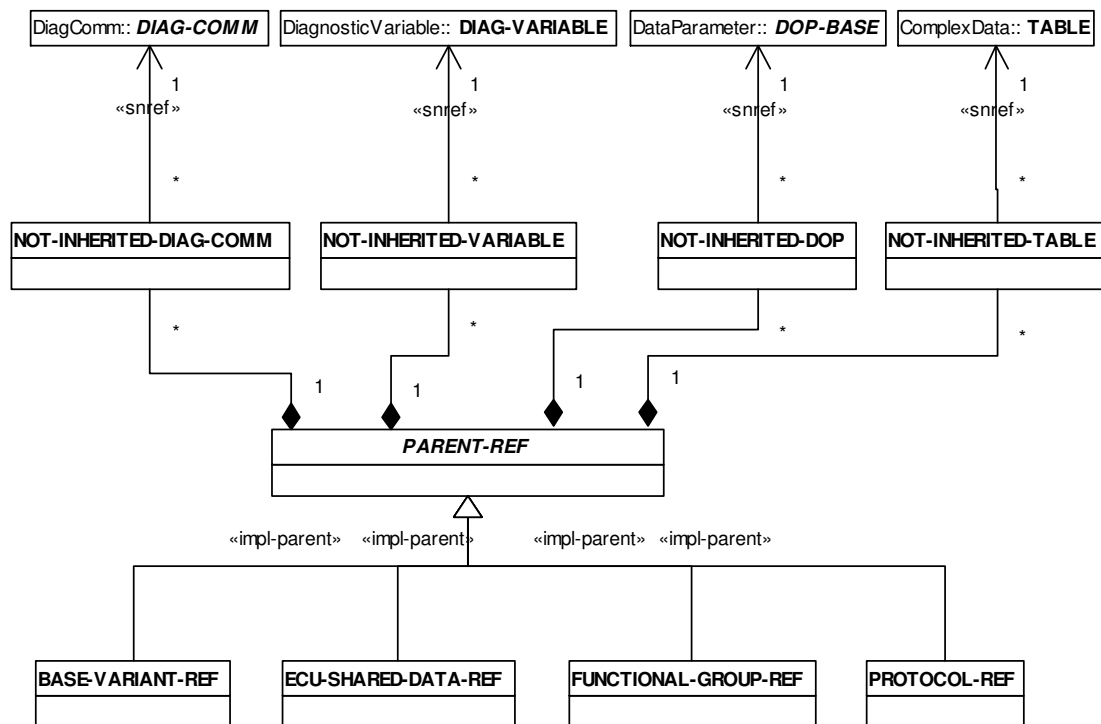 DiagComm:: DIAG-COMM
DiagnosticVariable:: DIAG-VARIABLE
DataParameter:: DOP-BASE
ComplexData:: TABLE
1
1
1
1
«snref»
«snref»
«snref»
«snref»
*
*
*
*
NOT-INHERITED-DIAG-COMM
NOT-INHERITED-VARIABLE
NOT-INHERITED-DOP
NOT-INHERITED-TABLE
*
*
*
*
1
1
1
1
PARENT-REF
«impl-parent»
«impl-parent»
«impl-parent»
«impl-parent»
BASE-VARIANT-REF
ECU-SHARED-DATA-REF
FUNCTIONAL-GROUP-REF
PROTOCOL-REF